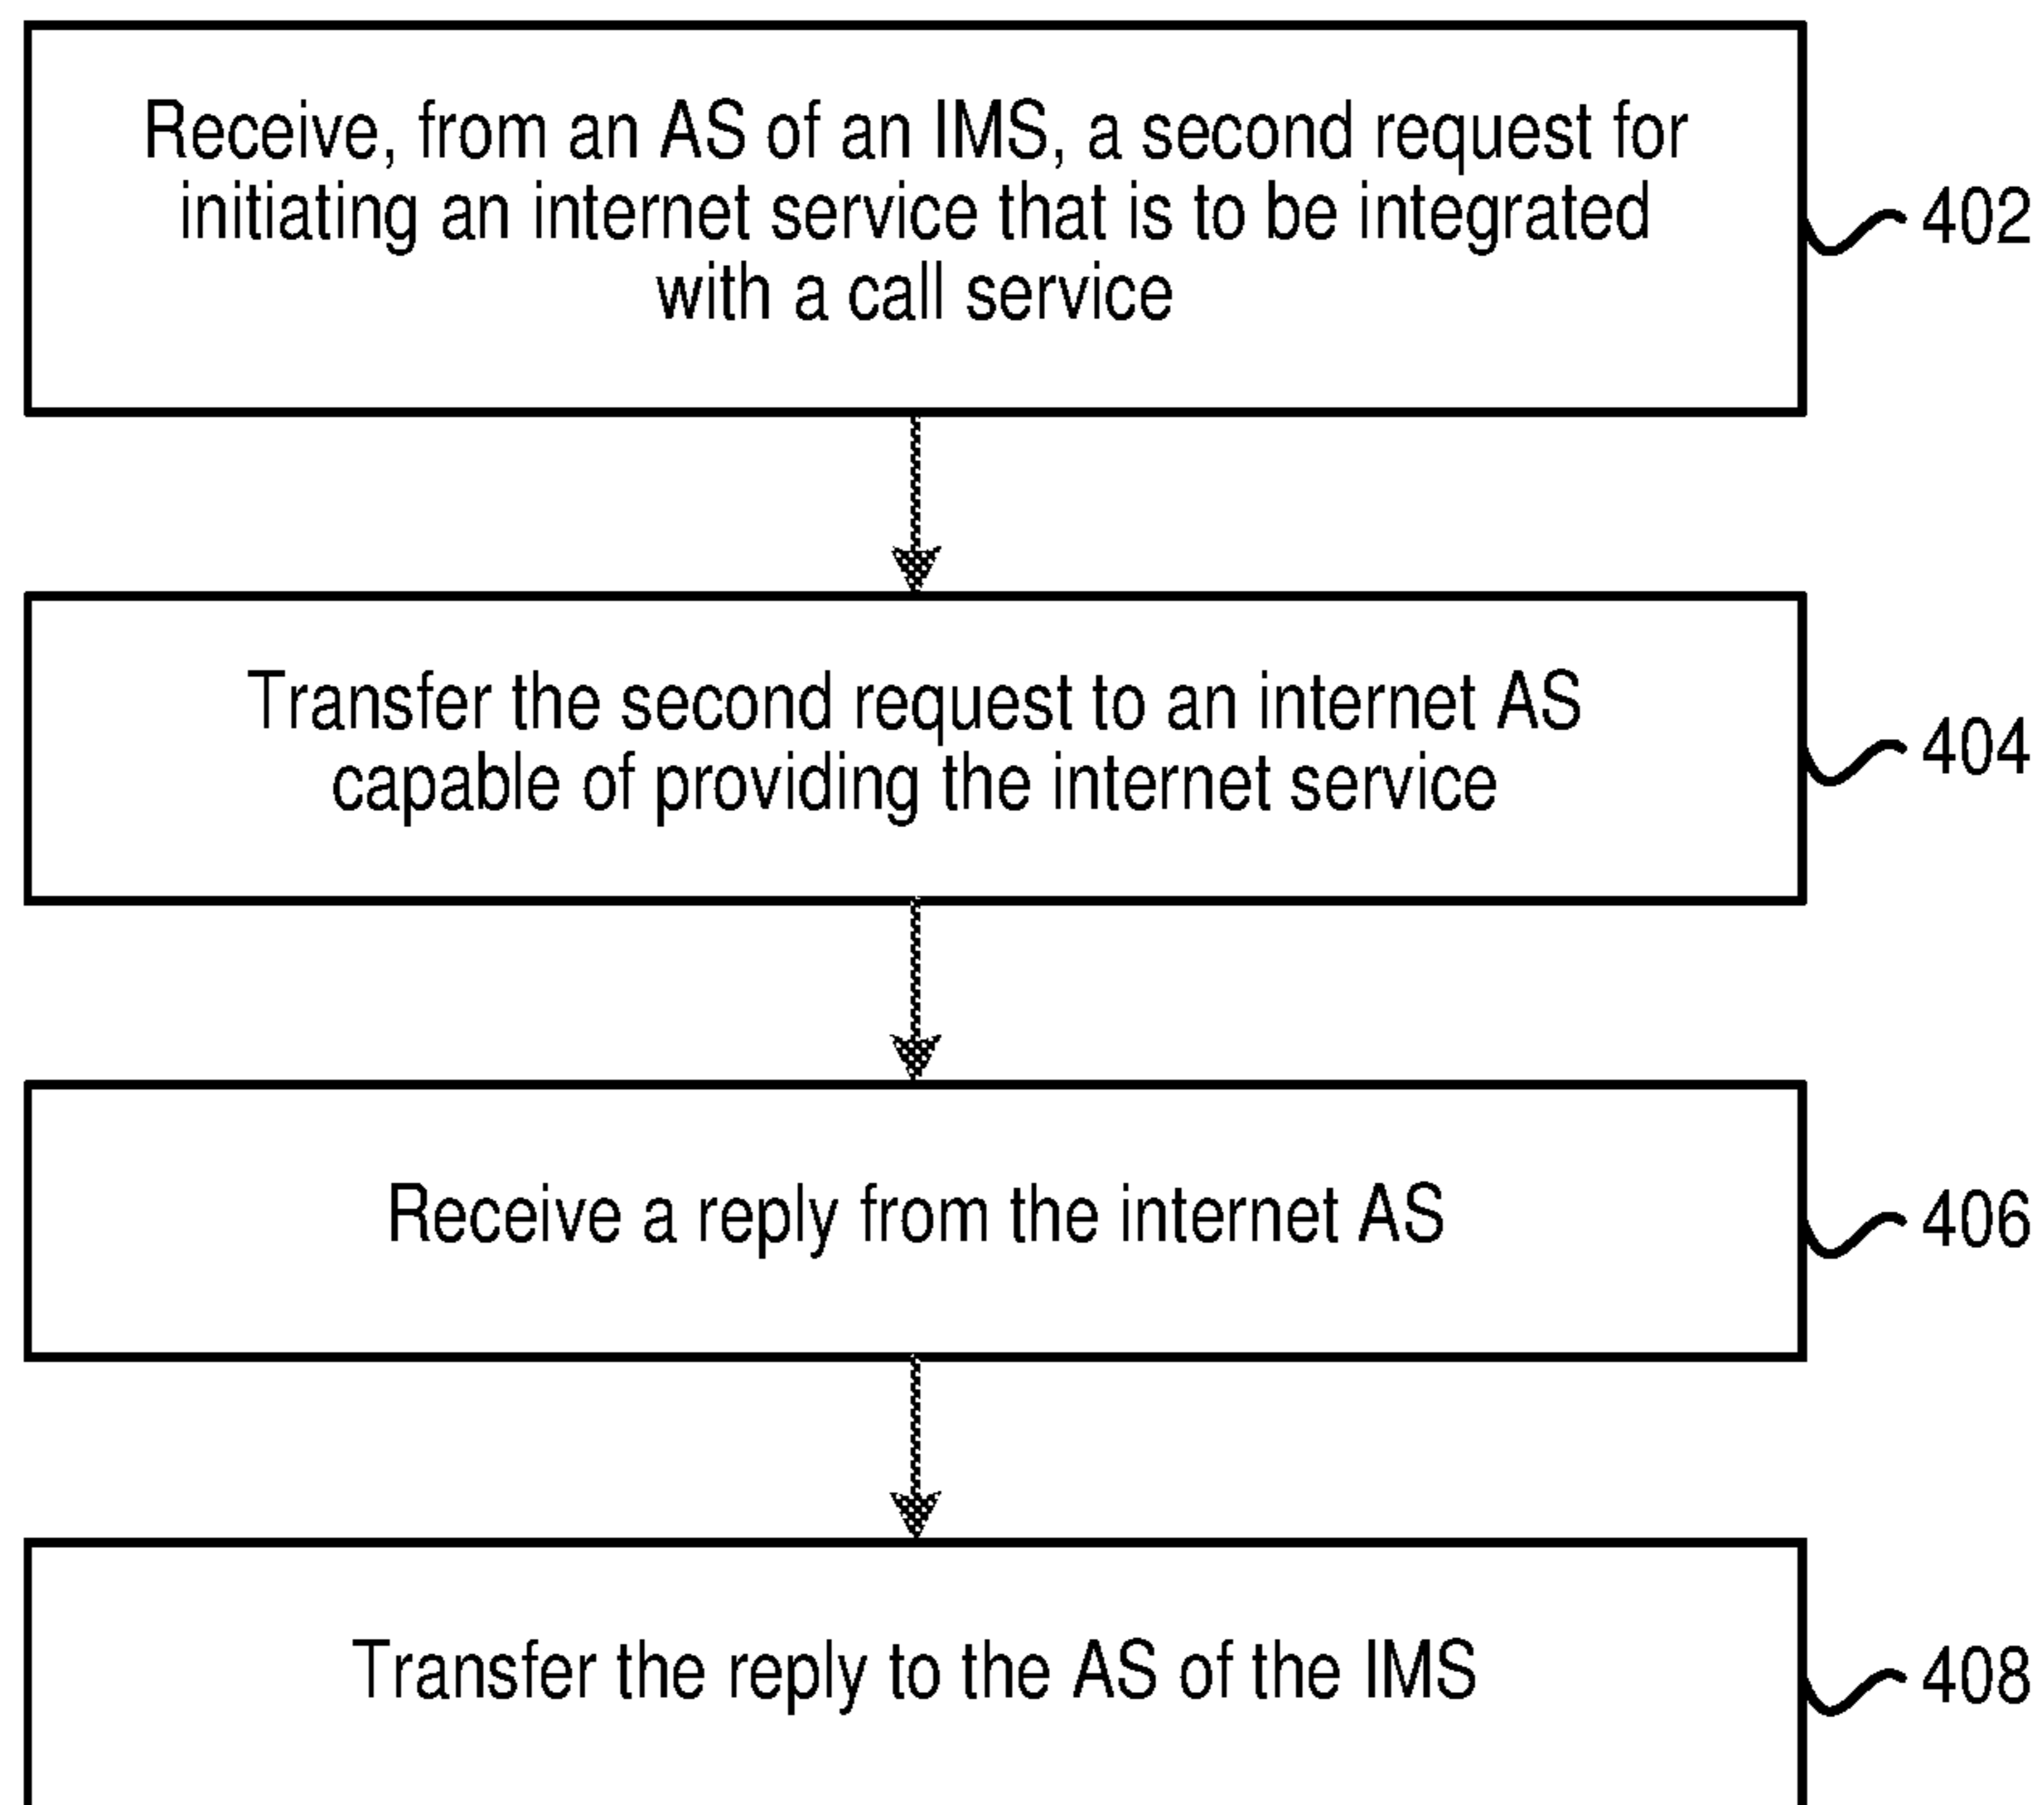 Receive, from an AS of an IMS, a second request for
initiating an internet service that is to be integrated
with a call service
402
Transfer the second request to an internet AS
capable of providing the internet service
404
Receive a reply from the internet AS
406
Transfer the reply to the AS of the IMS
408